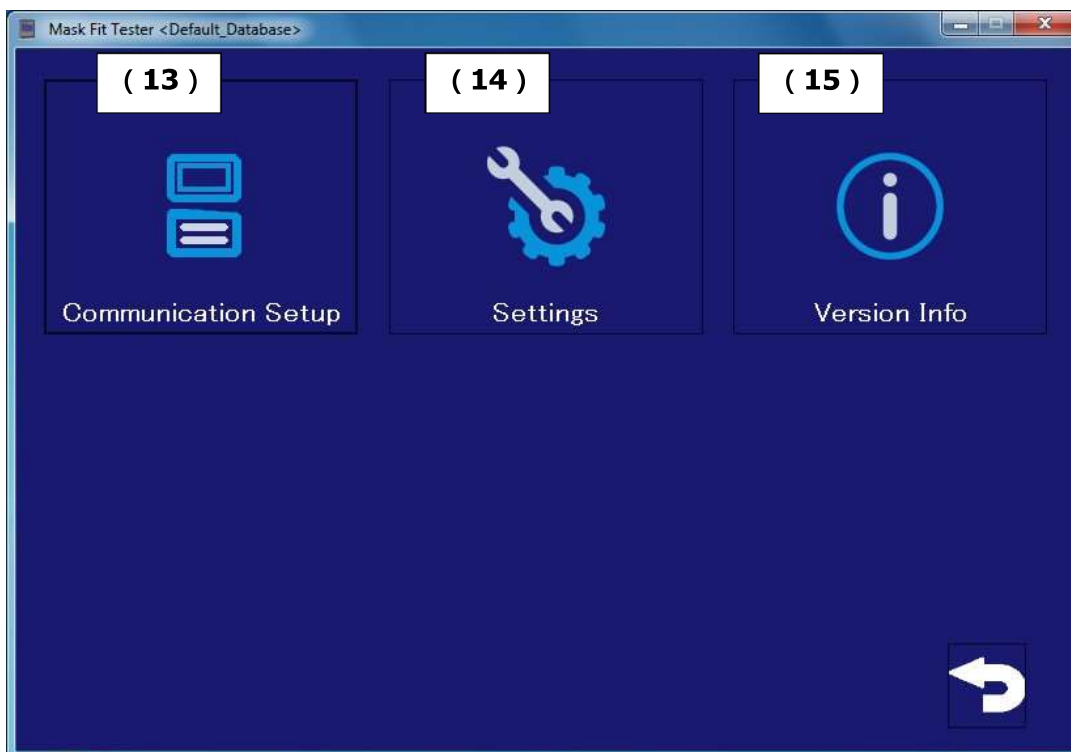 Mask Fit Tester <Default_Database>
( 13 )
( 14 )
( 15 )
Communication Setup
Settings
Version Info